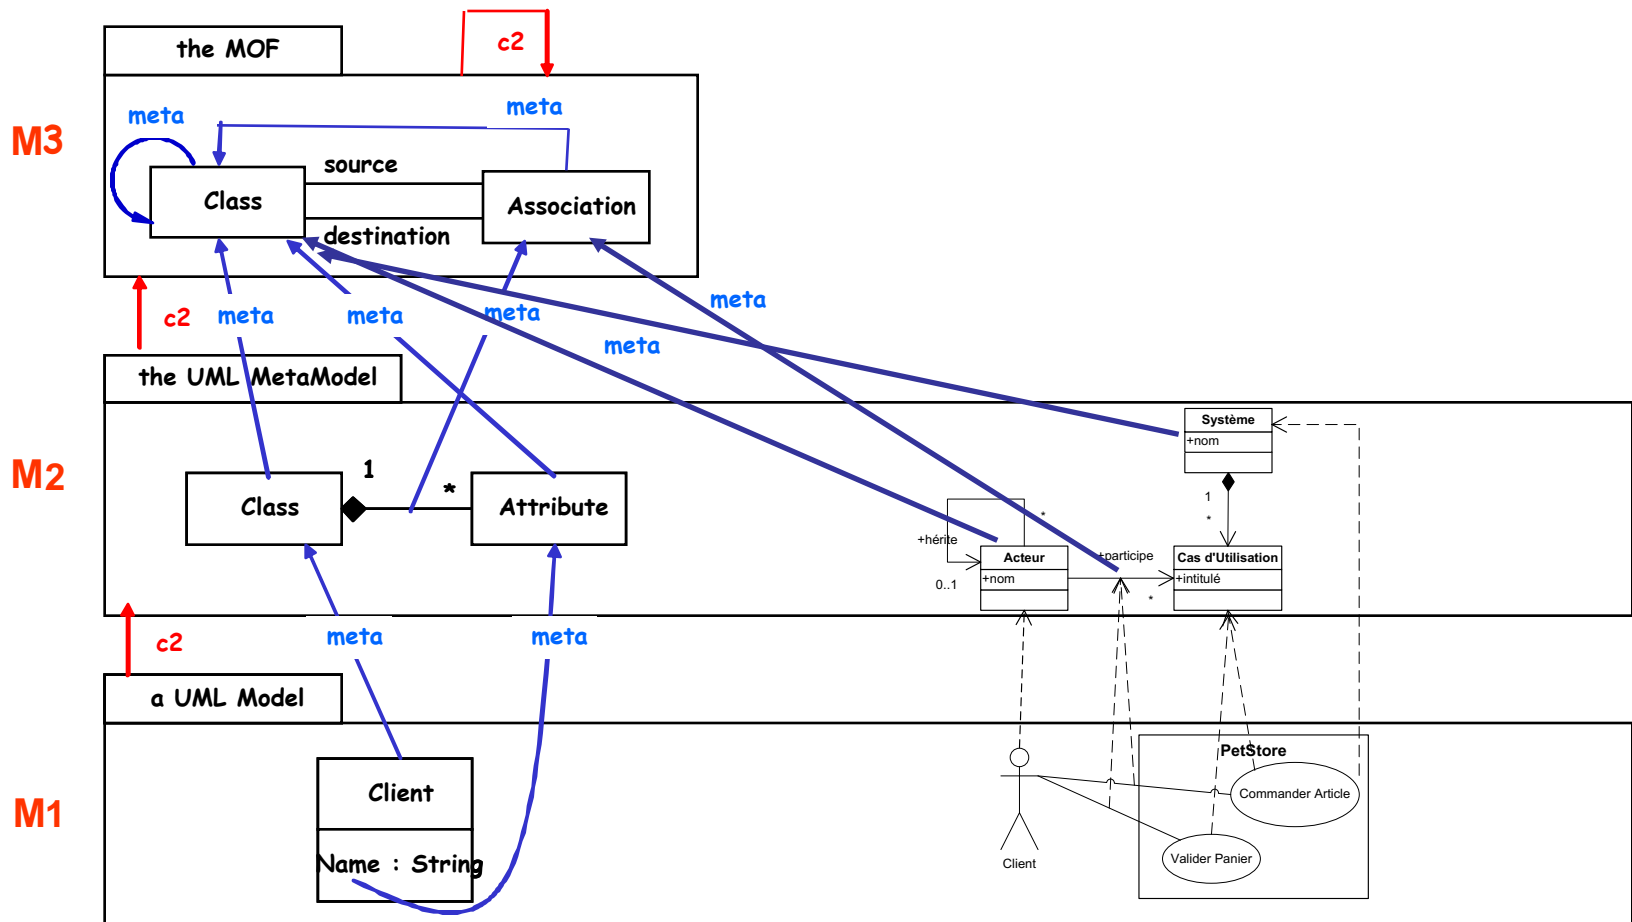 c2
the MOF
M3
meta
meta
source
Class
Association
destination
c2
meta
meta
meta
meta
meta
the UML MetaModel
M2
1
*
Class
Attribute
Système
+nom
1
*
*
+hérite
0..1
Acteur
+nom
+participe
*
Cas d'Utilisation
+intitulé
c2
meta
meta
a UML Model
M1
Client
Name : String
PetStore
Commander Article
Valider Panier
Client